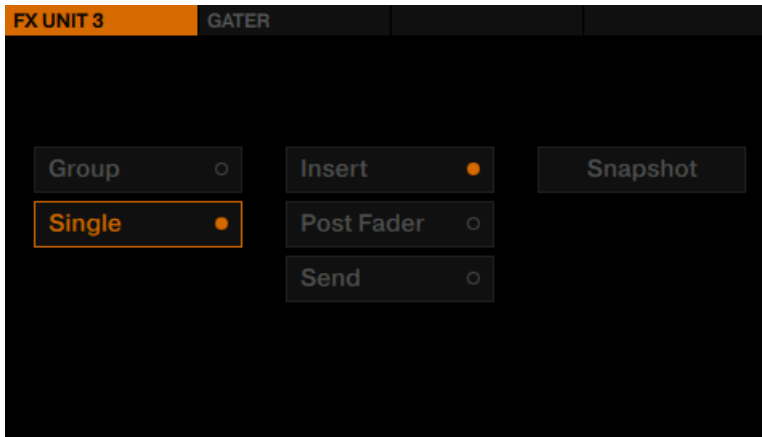 FX UNIT 3
GATER
Group
Insert
Snapshot
Single
Post Fader
Send